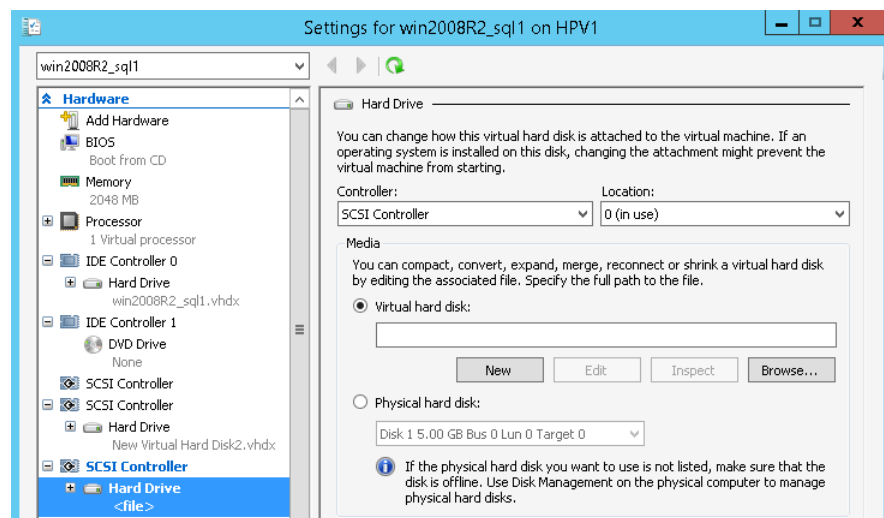 Settings for win2008R2_sql1 on HPV1
win2008R2_sql1
Hardware
Add Hardware
BIOS
Boot from CD
Memory
2048 MB
Processor
1 Virtual processor
IDE Controller 0
Hard Drive
win2008R2_sql1.vhdx
IDE Controller 1
DVD Drive
None
SCSI Controller
SCSI Controller
Hard Drive
New Virtual Hard Disk2.vhdx
SCSI Controller
Hard Drive
<file>
Hard Drive
You can change how this virtual hard disk is attached to the virtual machine. If an
operating system is installed on this disk, changing the attachment might prevent the
virtual machine from starting.
Controller: Location:
SCSI Controller 0 (in use)
Media
You can compact, convert, expand, merge, reconnect or shrink a virtual hard disk
by editing the associated file. Specify the full path to the file.
Virtual hard disk:
New Edit Inspect Browse...
Physical hard disk:
Disk 1 5.00 GB Bus 0 Lun 0 Target 0
If the physical hard disk you want to use is not listed, make sure that the
disk is offline. Use Disk Management on the physical computer to manage
physical hard disks.